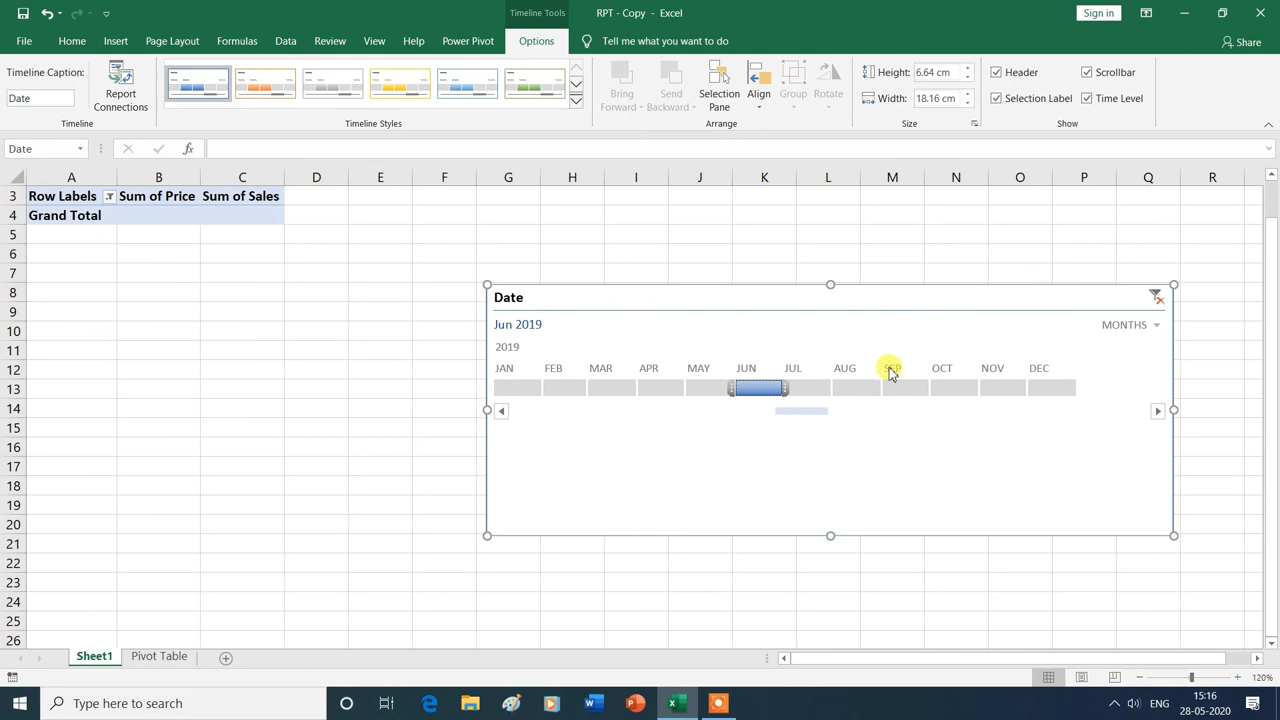 Timeline Tools
RPT - Copy - Excel
Sign in
File Home Insert Page Layout Formulas Data Review View Help Power Pivot Options Tell me what you want to do Share
Timeline Caption:
Date
Report Connections
Timeline
Timeline Styles
Bring Forward
Send Backward
Selection Pane
Align
Group
Rotate
Arrange
Height: 6.64 cm
Width: 18.16 cm
Size
Header
Scrollbar
Selection Label
Time Level
Show
Date
fx
A B C D E F G H I J K L M N O P Q R
3 Row Labels Sum of Price Sum of Sales
4 Grand Total
5
6
7
8
9
10
11
12
13
14
15
16
17
18
19
20
21
22
23
24
25
26
Date
Jun 2019
MONTHS
2019
JAN FEB MAR APR MAY JUN JUL AUG SEP OCT NOV DEC
Sheet1 Pivot Table
120%
Type here to search
ENG
15:16
28-05-2020